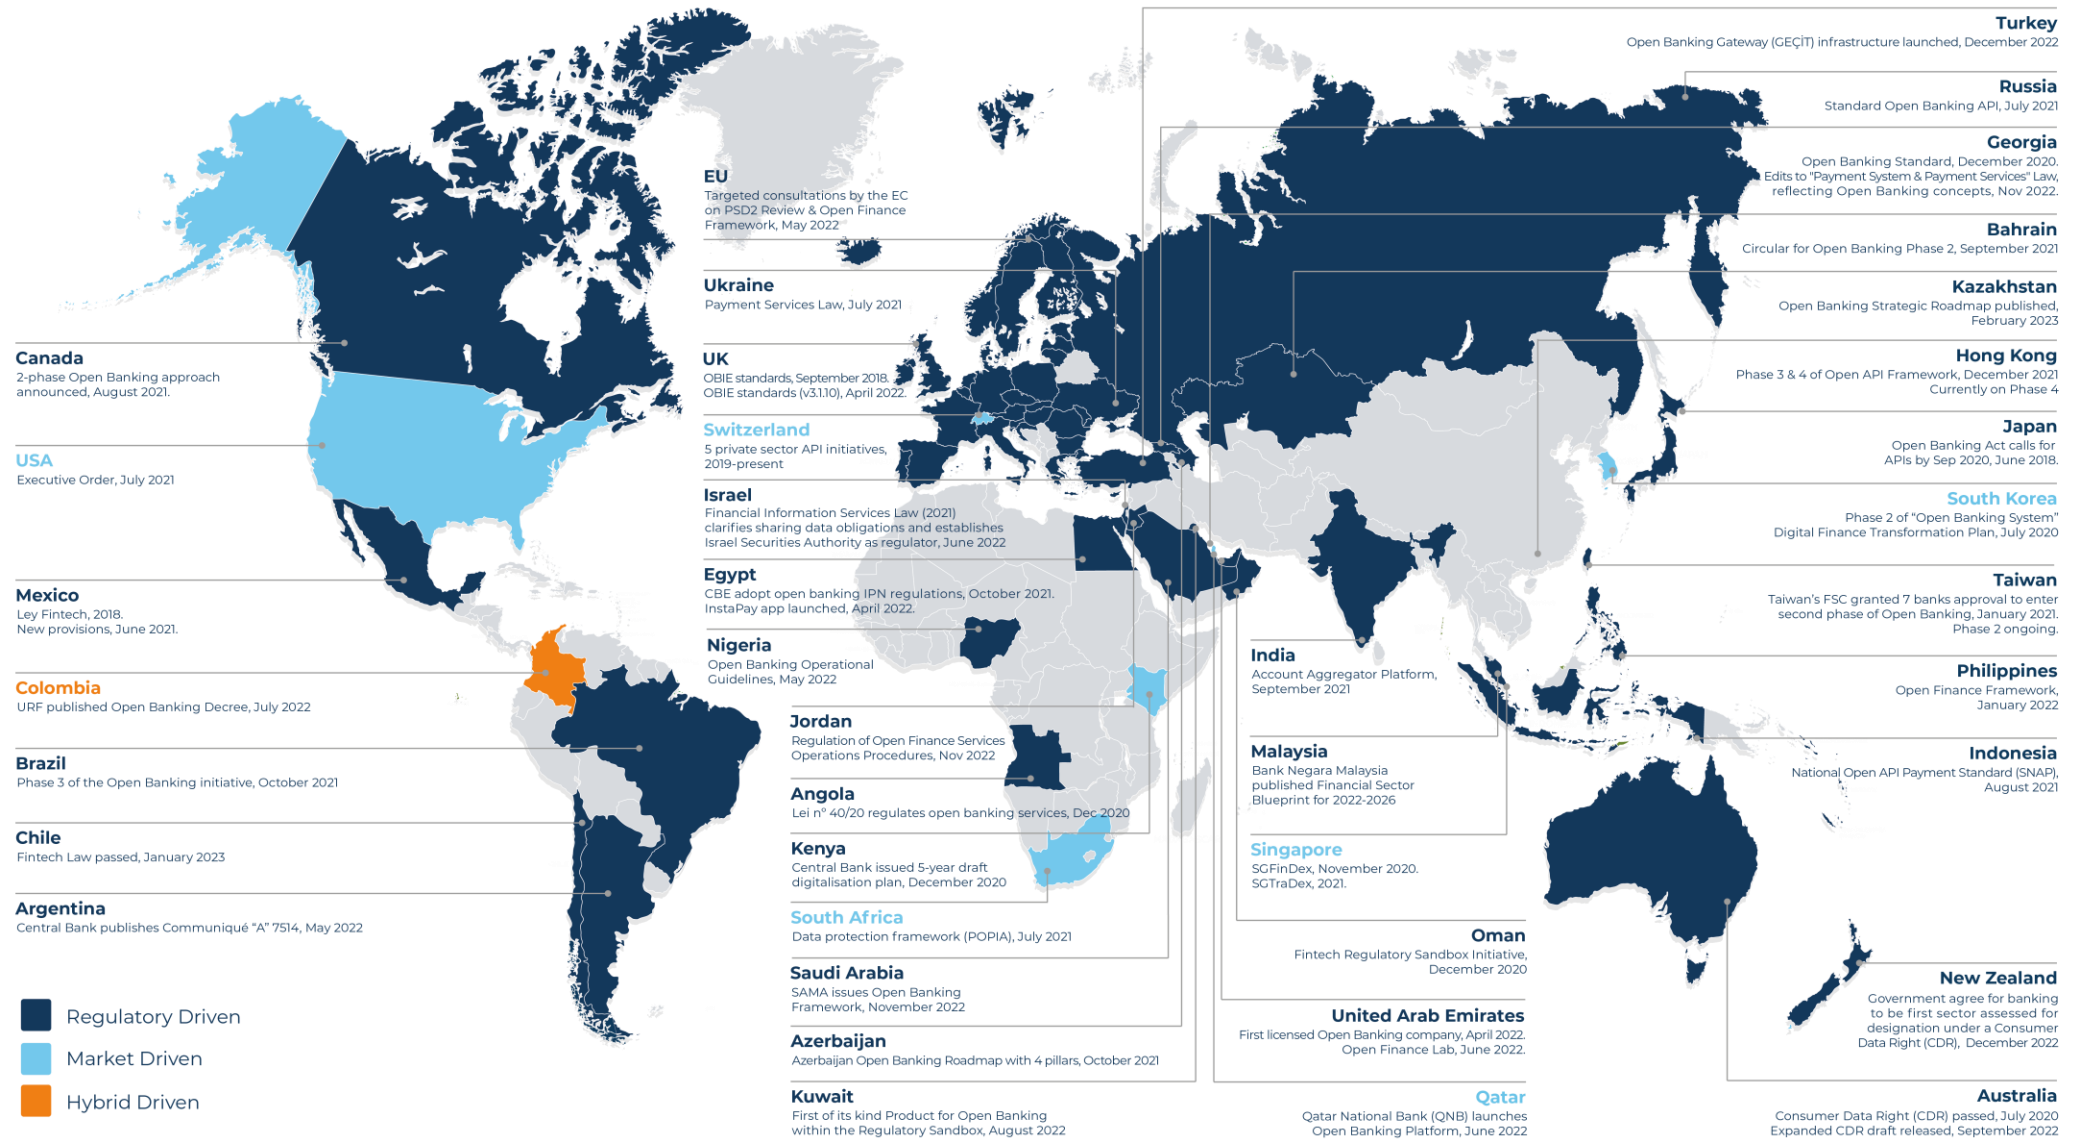 Canada
2-phase Open Banking approach
announced, August 2021.
USA
Executive Order, July 2021
Mexico
Ley Fintech, 2018.
New provisions, June 2021.
Colombia
URF published Open Banking Decree, July 2022
Brazil
Phase 3 of the Open Banking initiative, October 2021
Chile
Fintech Law passed, January 2023
Argentina
Central Bank publishes Communiqué “A” 7514, May 2022
Regulatory Driven
Market Driven
Hybrid Driven
EU
Targeted consultations by the EC
on PSD2 Review & Open Finance
Framework, May 2022
Ukraine
Payment Services Law, July 2021
UK
OBIE standards, September 2018.
OBIE standards (v3.1.10), April 2022.
Switzerland
5 private sector API initiatives,
2019-present
Israel
Financial Information Services Law (2021)
clarifies sharing data obligations and establishes
Israel Securities Authority as regulator, June 2022
Egypt
CBE adopt open banking IPN regulations, October 2021.
InstaPay app launched, April 2022.
Nigeria
Open Banking Operational
Guidelines, May 2022
Jordan
Regulation of Open Finance Services
Operations Procedures, Nov 2022
Angola
Lei nº 40/20 regulates open banking services, Dec 2020
Kenya
Central Bank issued 5-year draft
digitalisation plan, December 2020
South Africa
Data protection framework (POPIA), July 2021
Saudi Arabia
SAMA issues Open Banking
Framework, November 2022
Azerbaijan
Azerbaijan Open Banking Roadmap with 4 pillars, October 2021
Kuwait
First of its kind Product for Open Banking
within the Regulatory Sandbox, August 2022
India
Account Aggregator Platform,
September 2021
Malaysia
Bank Negara Malaysia
published Financial Sector
Blueprint for 2022-2026
Singapore
SGFinDex, November 2020.
SGTraDex, 2021.
Oman
Fintech Regulatory Sandbox Initiative,
December 2020
United Arab Emirates
First licensed Open Banking company, April 2022.
Open Finance Lab, June 2022.
Qatar
Qatar National Bank (QNB) launches
Open Banking Platform, June 2022
Turkey
Open Banking Gateway (GEÇİT) infrastructure launched, December 2022
Russia
Standard Open Banking API, July 2021
Georgia
Open Banking Standard, December 2020.
Edits to "Payment System & Payment Services" Law,
reflecting Open Banking concepts, Nov 2022.
Bahrain
Circular for Open Banking Phase 2, September 2021
Kazakhstan
Open Banking Strategic Roadmap published,
February 2023
Hong Kong
Phase 3 & 4 of Open API Framework, December 2021
Currently on Phase 4
Japan
Open Banking Act calls for
APIs by Sep 2020, June 2018.
South Korea
Phase 2 of “Open Banking System”
Digital Finance Transformation Plan, July 2020
Taiwan
Taiwan’s FSC granted 7 banks approval to enter
second phase of Open Banking, January 2021.
Phase 2 ongoing.
Philippines
Open Finance Framework,
January 2022
Indonesia
National Open API Payment Standard (SNAP),
August 2021
New Zealand
Government agree for banking
to be first sector assessed for
designation under a Consumer
Data Right (CDR), December 2022
Australia
Consumer Data Right (CDR) passed, July 2020
Expanded CDR draft released, September 2022